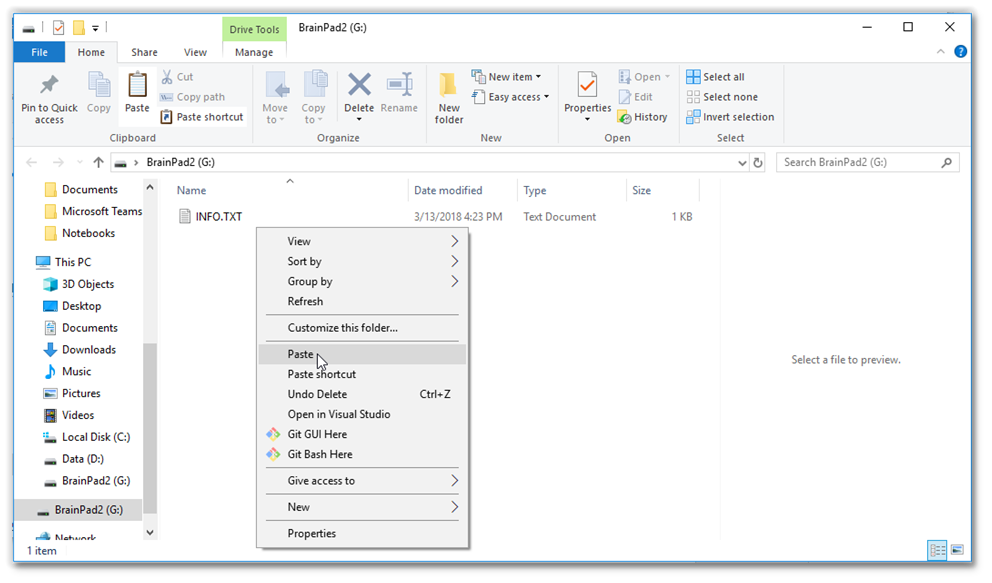 Drive Tools
BrainPad2 (G:)
File
Home
Share
View
Manage
Pin to Quick access
Copy
Paste
Cut
Copy path
Paste shortcut
Clipboard
Move to
Copy to
Delete
Rename
Organize
New folder
New item
Easy access
New
Properties
Open
Edit
History
Open
Select all
Select none
Invert selection
Select
BrainPad2 (G:)
Search BrainPad2 (G:)
Documents
Microsoft Teams
Notebooks
This PC
3D Objects
Desktop
Documents
Downloads
Music
Pictures
Videos
Local Disk (C:)
Data (D:)
BrainPad2 (G:)
BrainPad2 (G:)
Network
Name
Date modified
Type
Size
INFO.TXT
3/13/2018 4:23 PM
Text Document
1 KB
View
Sort by
Group by
Refresh
Customize this folder...
Paste
Paste shortcut
Undo Delete Ctrl+Z
Open in Visual Studio
Git GUI Here
Git Bash Here
Give access to
New
Properties
Select a file to preview.
1 item